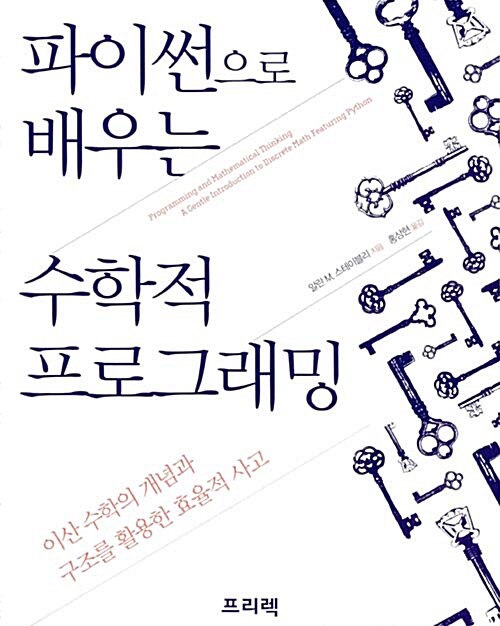 파이썬으로
배우는
Programming and Mathematical Thinking
A Gentle Introduction to Discrete Math Featuring Python
수학적
프로그래밍
알란 M. 스테이블리 지음
홍상현 옮김
이산 수학의 개념과
구조를 활용한 효율적 사고
프리렉